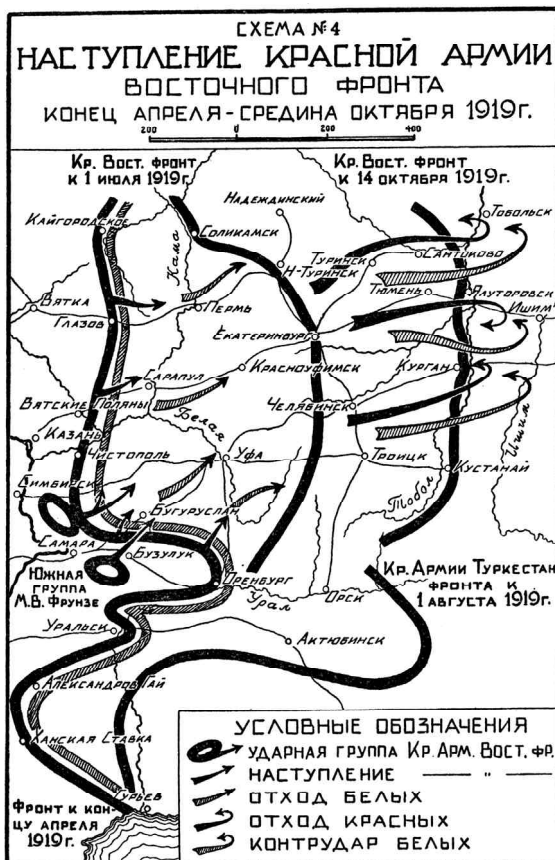 СХЕМА №4
НАСТУПЛЕНИЕ КРАСНОЙ АРМИИ
ВОСТОЧНОГО ФРОНТА
КОНЕЦ АПРЕЛЯ-СРЕДИНА ОКТЯБРЯ 1919г.
200 0 200 400
Кр. Вост. фронт
к 1 июля 1919г.
Кр. Вост. фронт
к 14 октября 1919г.
Надеждинский
Тобольск
Кайгородское
Соликамск
Кама
Туринск
Сантиково
Н-Туринск
Тюмень
Ялуторовск
Вятка
Пермь
Ишим
Глазов
Екатеринбург
Сарапул
Красноуфимск
Курган
Вятские Поляны
Челябинск
Белая
Казань
Ишим
Чистополь
Уфа
Троицк
Кустанай
Симбирск
Тобол
Бугуруслан
Самара
Бузулук
Южная
группа
М.В. Фрунзе
Оренбург
Урал
Орск
Кр. Армии Туркестан
фронта к
1 августа 1919г.
Уральск
Актюбинск
Александров Гай
Ханская Ставка
Гурьев
Фронт к кон-
цу апреля
1919г.
УСЛОВНЫЕ ОБОЗНАЧЕНИЯ
УДАРНАЯ ГРУППА КР. АРМ. ВОСТ. ФР.
НАСТУПЛЕНИЕ — " —
ОТХОД БЕЛЫХ
ОТХОД КРАСНЫХ
КОНТРУДАР БЕЛЫХ